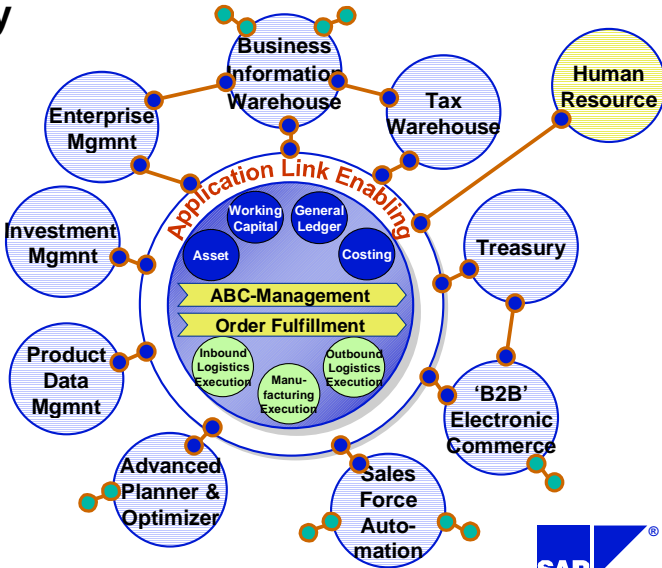 y
Business
Information
Warehouse
Human
Resource
Tax
Warehouse
Enterprise
Mgmnt
Application Link Enabling
Working
Capital
General
Ledger
Asset
Costing
Investment
Mgmnt
Treasury
ABC-Management
Order Fulfillment
Inbound
Logistics
Execution
Manu-
facturing
Execution
Outbound
Logistics
Execution
Product
Data
Mgmnt
‘B2B’
Electronic
Commerce
Advanced
Planner &
Optimizer
Sales
Force
Auto-
mation
SAP
®